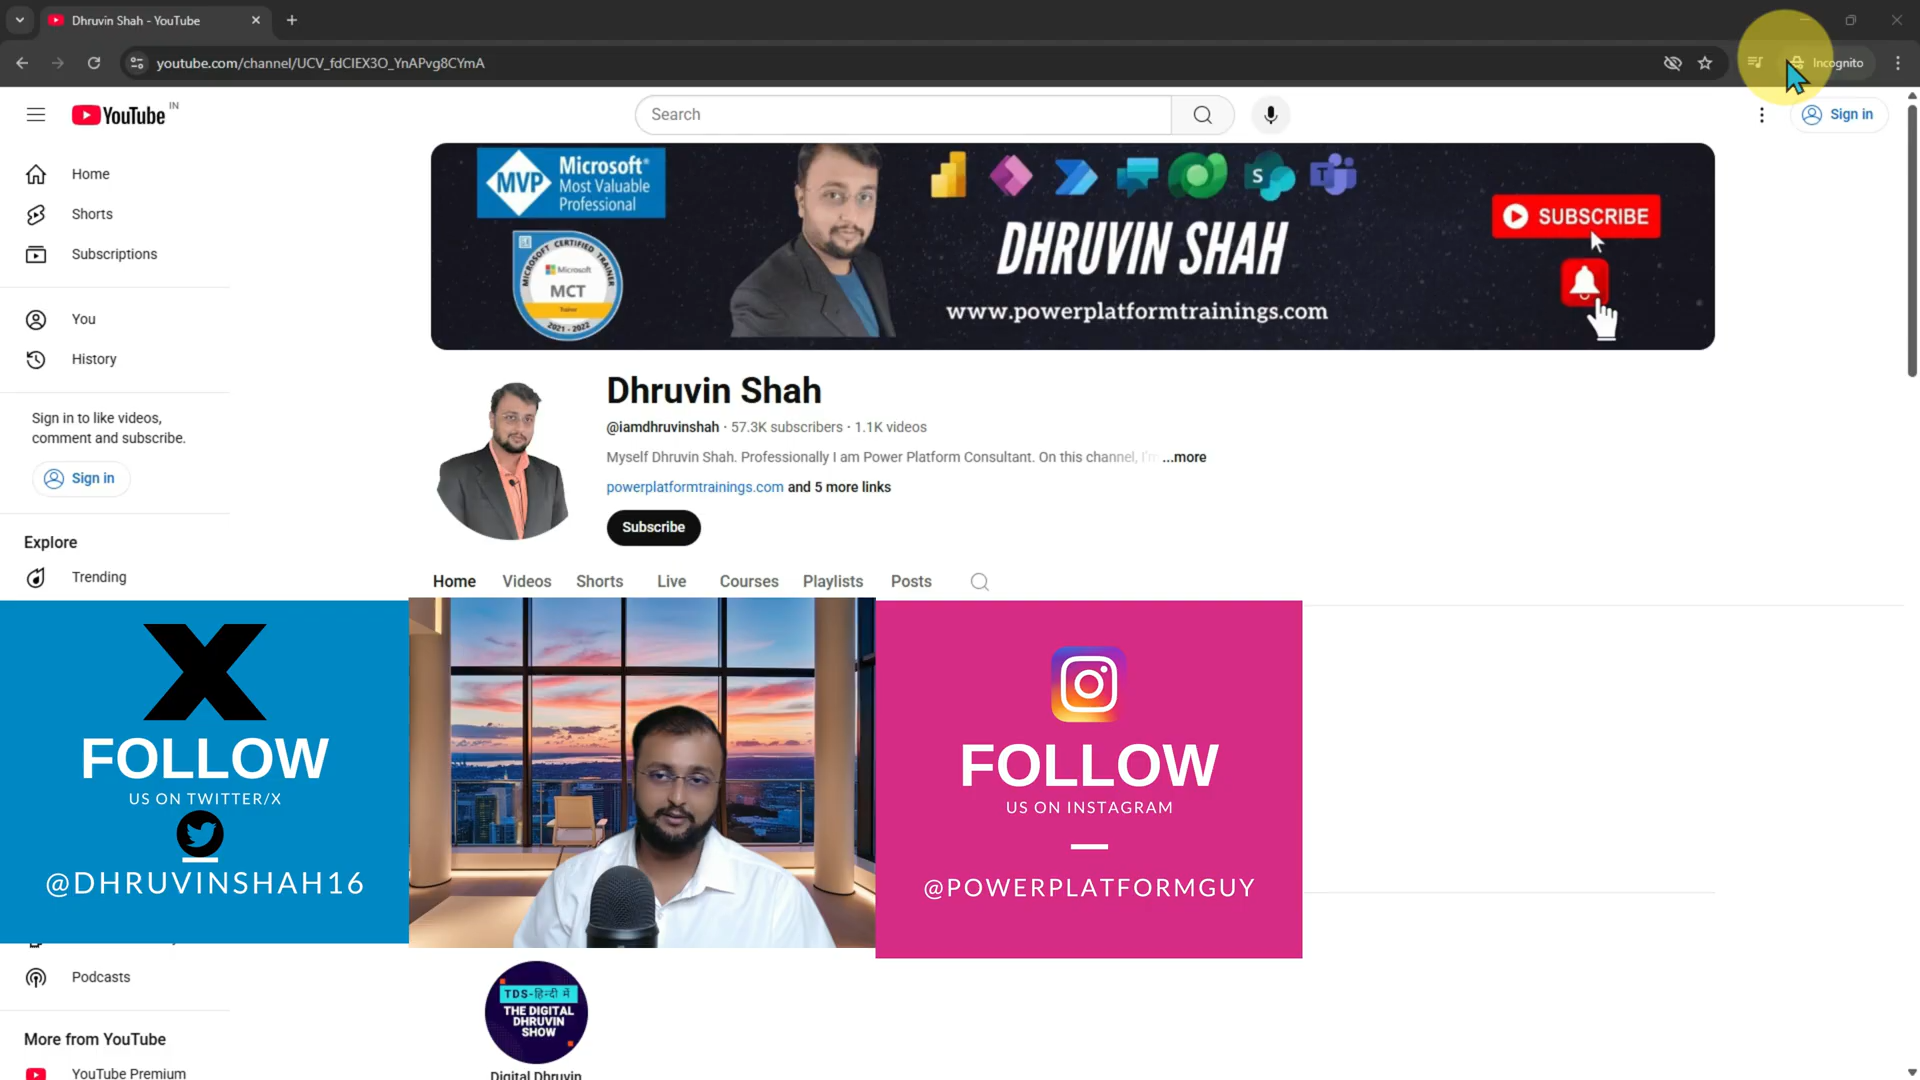 Dhruvin Shah - YouTube
youtube.com/channel/UCV_fdCIEX3O_YnAPvg8CYmA
Incognito
YouTube IN
Search
Sign in
Home
Shorts
Subscriptions
You
History
Sign in to like videos,
comment and subscribe.
Sign in
Explore
Trending
Microsoft®
MVP
Most Valuable
Professional
MICROSOFT CERTIFIED TRAINER
Microsoft
MCT
Trainer
2021 - 2022
S
DHRUVIN SHAH
www.powerplatformtrainings.com
SUBSCRIBE
Dhruvin Shah
@iamdhruvinshah · 57.3K subscribers · 1.1K videos
Myself Dhruvin Shah. Professionally I am Power Platform Consultant. On this channel, I'm ...more
powerplatformtrainings.com and 5 more links
Subscribe
Home Videos Shorts Live Courses Playlists Posts
X
FOLLOW
US ON TWITTER/X
@DHRUVINSHAH16
FOLLOW
US ON INSTAGRAM
@POWERPLATFORMGUY
Podcasts
More from YouTube
YouTube Premium
TDS-हिन्दी में
THE DIGITAL
DHRUVIN
SHOW
Digital Dhruvin